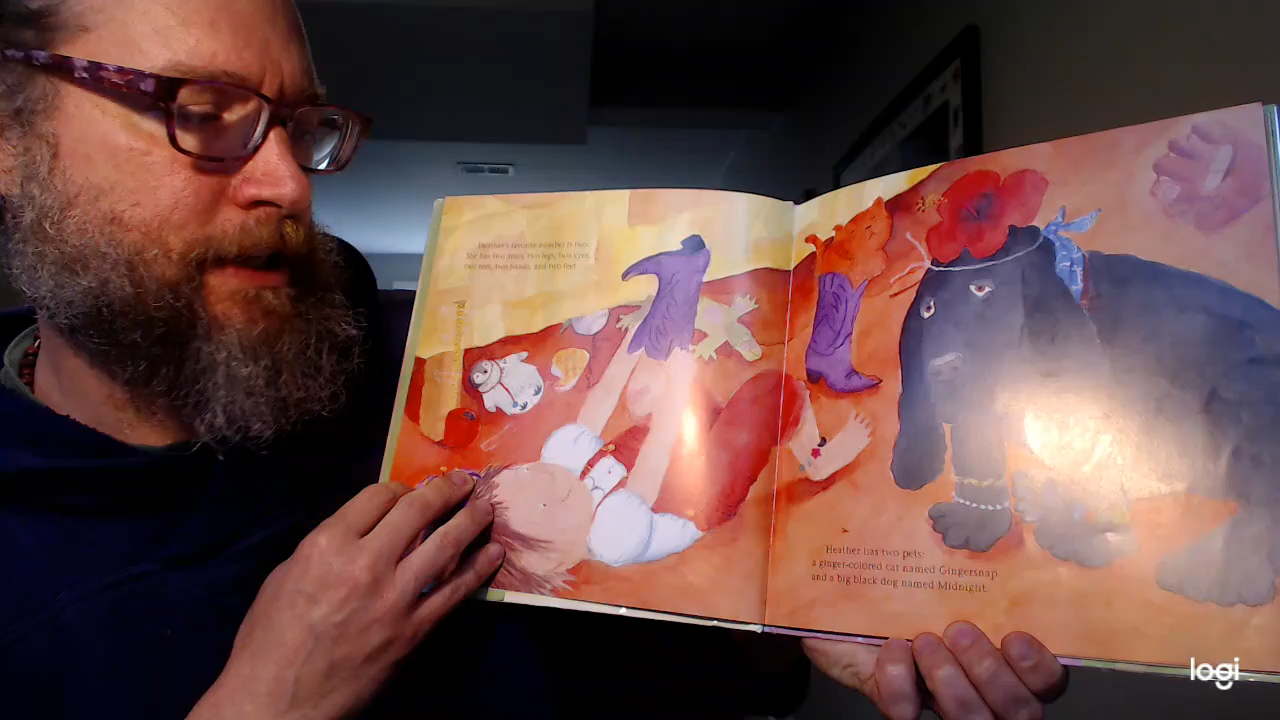 Heather's favorite number is two.
She has two arms, two legs, two eyes,
two ears, two hands, and two feet.
Heather has two pets:
a ginger-colored cat named Gingersnap
and a big black dog named Midnight.
logi